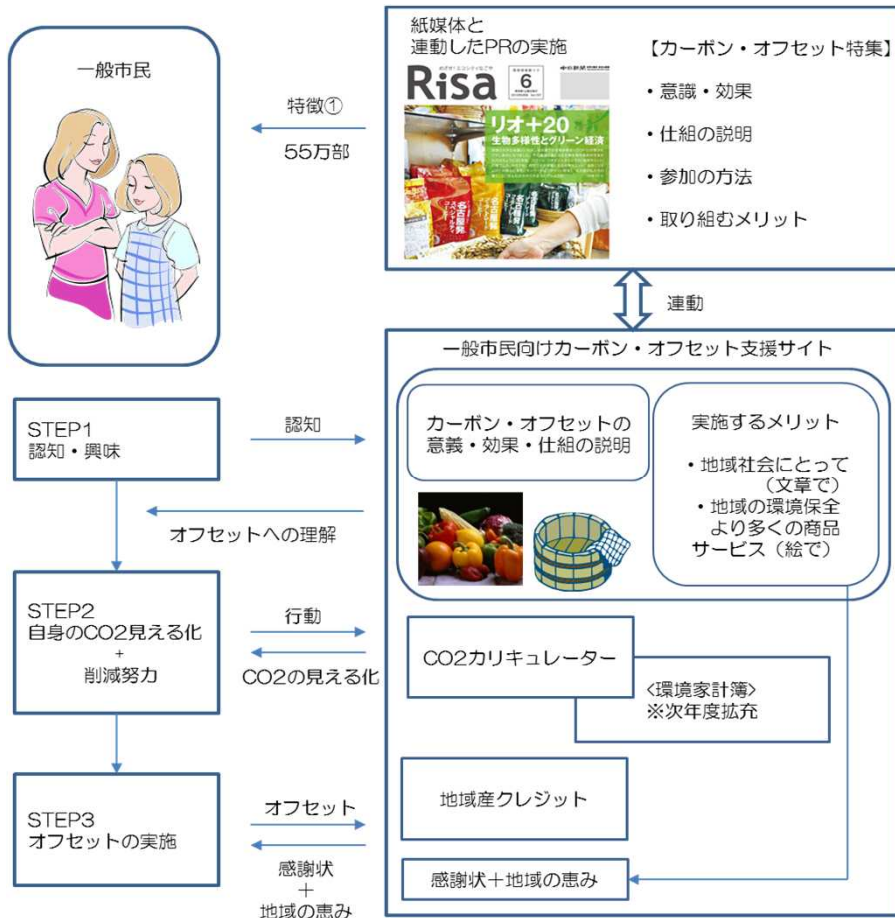 一般市民
特徴①
55万部
紙媒体と
連動したPRの実施
Risa
6
リオ+20
生物多様性とグリーン経済
名古屋発
【カーボン・オフセット特集】
・意識・効果
・仕組の説明
・参加の方法
・取り組むメリット
連動
一般市民向けカーボン・オフセット支援サイト
カーボン・オフセットの
意義・効果・仕組の説明
実施するメリット
・地域社会にとって
（文章で）
・地域の環境保全
より多くの商品
サービス（絵で）
STEP1
認知・興味
認知
オフセットへの理解
STEP2
自身のCO2見える化
+
削減努力
行動
CO2の見える化
CO2カリキュレーター
<環境家計簿>
※次年度拡充
STEP3
オフセットの実施
オフセット
感謝状
+
地域の恵み
地域産クレジット
感謝状＋地域の恵み